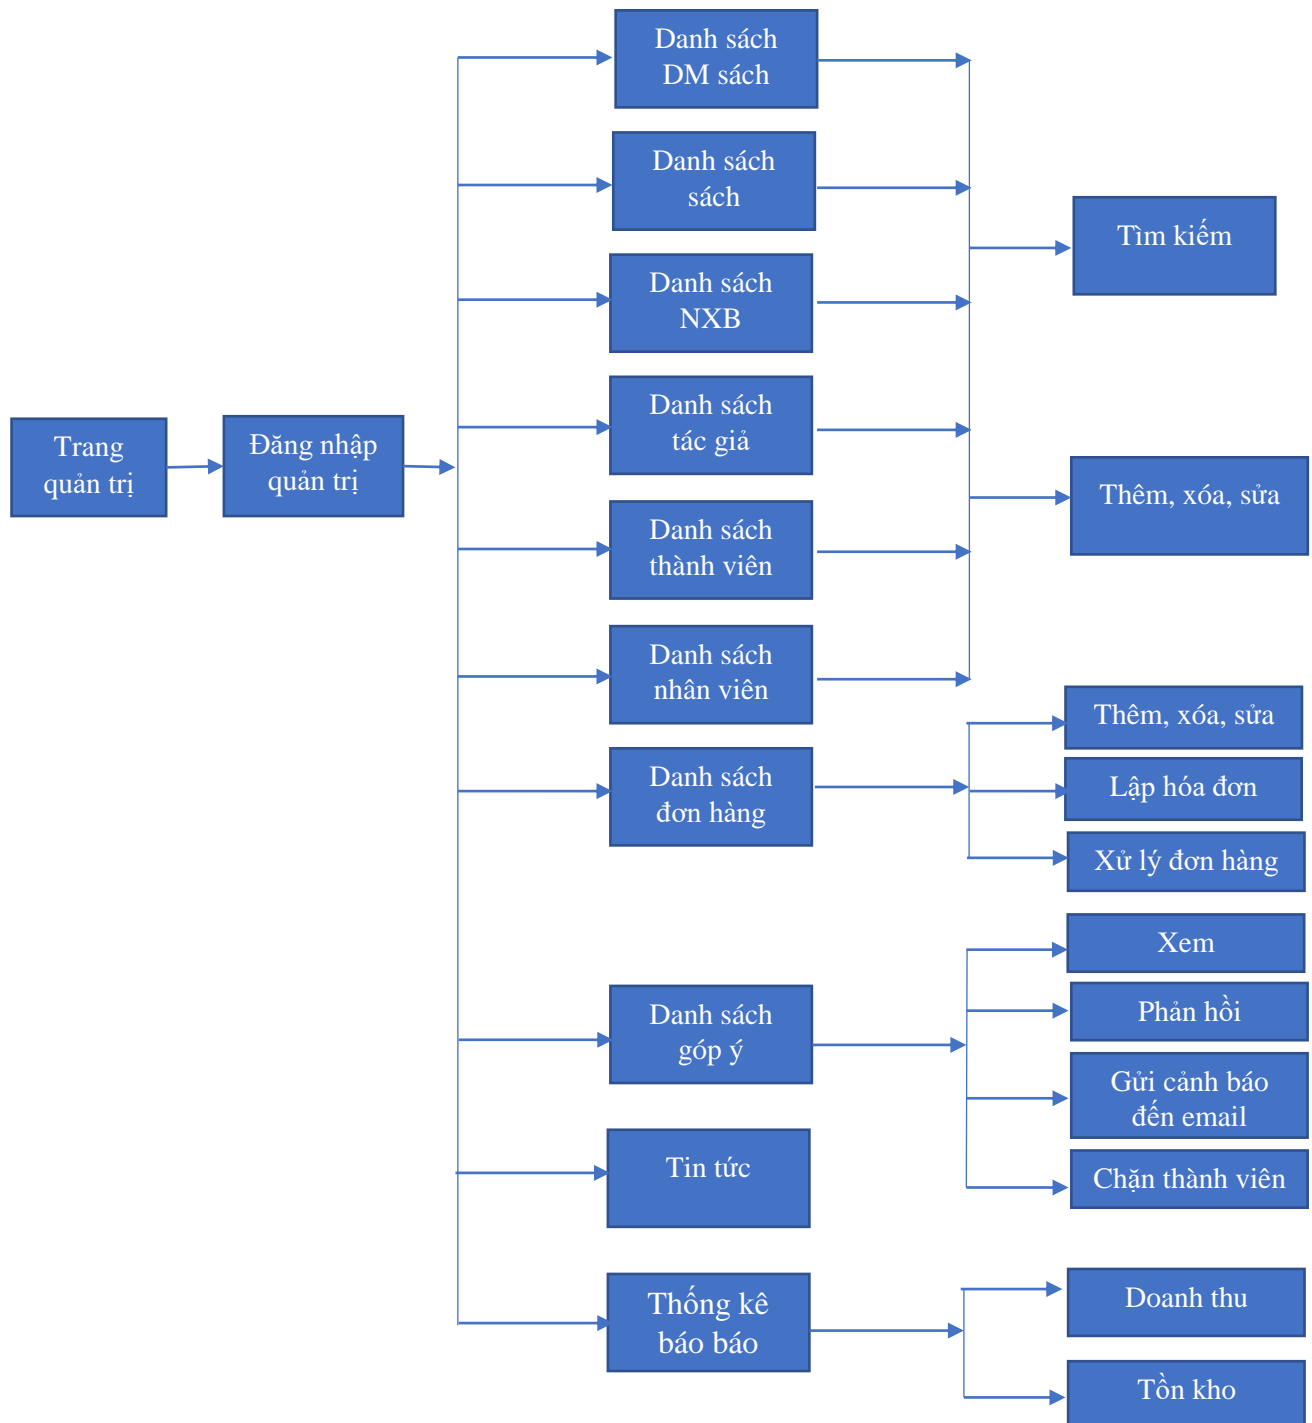 Trang
quản trị
Đăng nhập
quản trị
Danh sách
DM sách
Danh sách
sách
Danh sách
NXB
Danh sách
tác giả
Danh sách
thành viên
Danh sách
nhân viên
Danh sách
đơn hàng
Danh sách
góp ý
Tin tức
Thống kê
báo báo
Tìm kiếm
Thêm, xóa, sửa
Thêm, xóa, sửa
Lập hóa đơn
Xử lý đơn hàng
Xem
Phản hồi
Gửi cảnh báo
đến email
Chặn thành viên
Doanh thu
Tồn kho